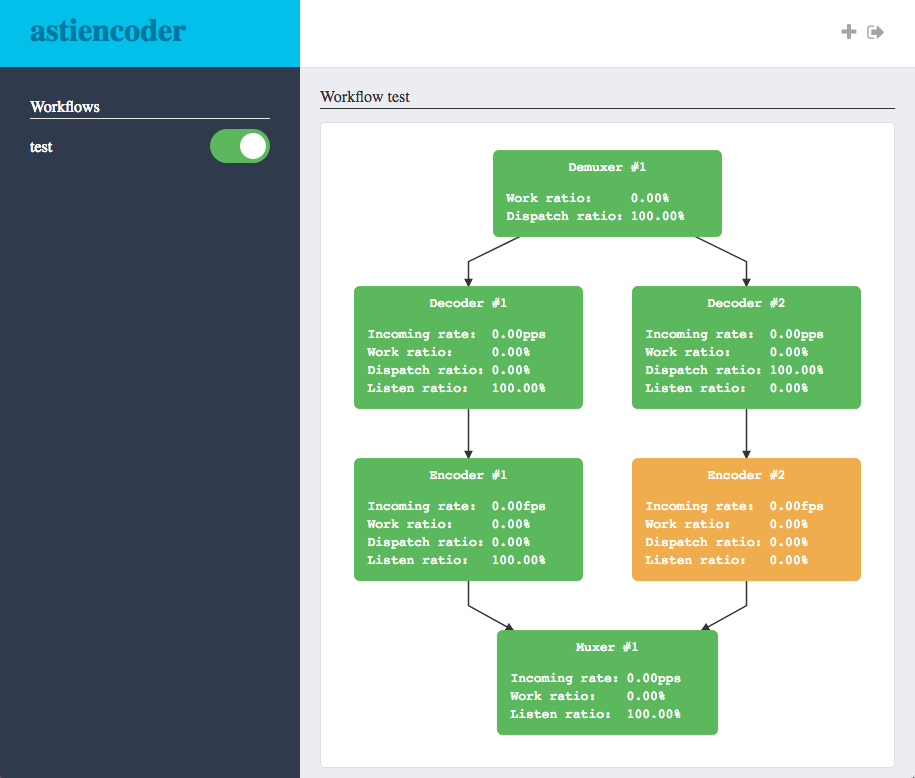 astiencoder
Workflows
test
Workflow test
Demuxer #1
Work ratio: 0.00%
Dispatch ratio: 100.00%
Decoder #1
Incoming rate: 0.00pps
Work ratio: 0.00%
Dispatch ratio: 0.00%
Listen ratio: 100.00%
Decoder #2
Incoming rate: 0.00pps
Work ratio: 0.00%
Dispatch ratio: 100.00%
Listen ratio: 0.00%
Encoder #1
Incoming rate: 0.00fps
Work ratio: 0.00%
Dispatch ratio: 0.00%
Listen ratio: 100.00%
Encoder #2
Incoming rate: 0.00fps
Work ratio: 0.00%
Dispatch ratio: 0.00%
Listen ratio: 0.00%
Muxer #1
Incoming rate: 0.00pps
Work ratio: 0.00%
Listen ratio: 100.00%